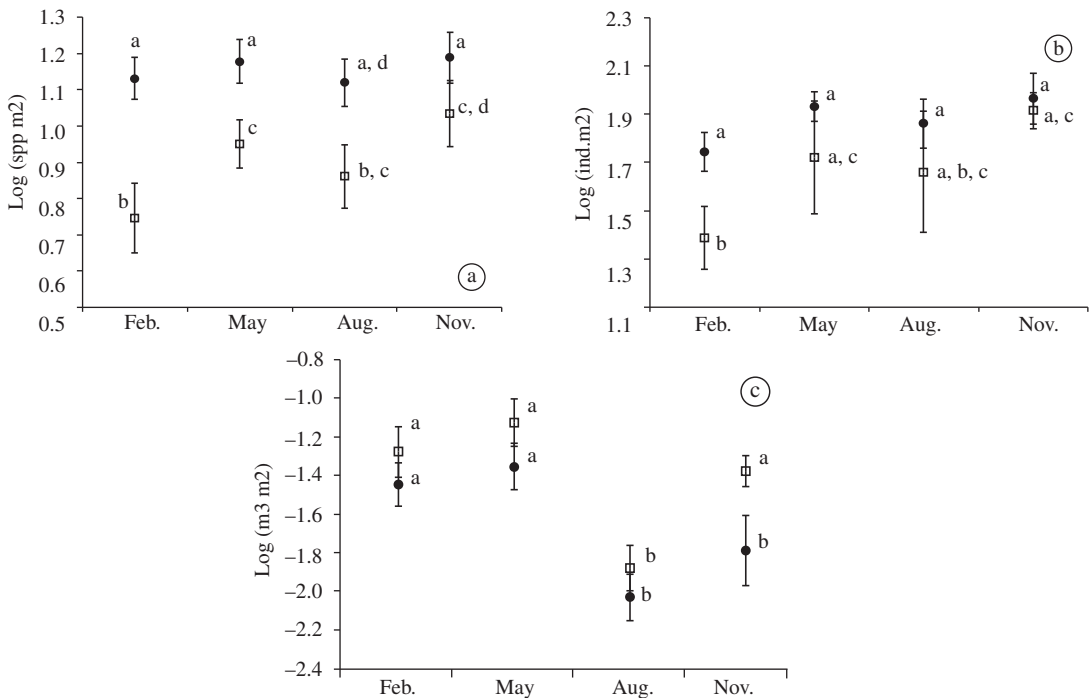 1.3
1.2
1.1
1.0
0.9
0.8
0.7
0.6
0.5
Log (spp m2)
a
a
a, d
a
b
c
b, c
c, d
a
Feb. May Aug. Nov.
2.3
2.1
1.9
1.7
1.5
1.3
1.1
Log (ind.m2)
b
a
a
a
a
b
a, c
a, b, c
a, c
Feb. May Aug. Nov.
−0.8
−1.0
−1.2
−1.4
−1.6
−1.8
−2.0
−2.2
−2.4
Log (m3 m2)
c
a
a
a
a
b
b
a
b
Feb. May Aug. Nov.